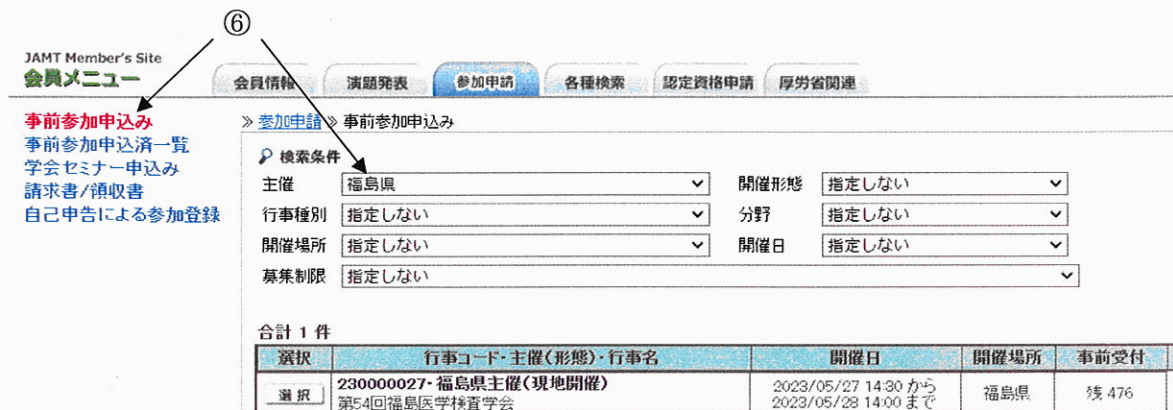 ⑥
JAMT Member's Site
会員メニュー
会員情報 演題発表 参加申請 各種検索 認定資格申請 厚労省関連
事前参加申込み
事前参加申込済一覧
学会セミナー申込み
請求書/領収書
自己申告による参加登録
» 参加申請 » 事前参加申込み
検索条件
主催 福島県 開催形態 指定しない
行事種別 指定しない 分野 指定しない
開催場所 指定しない 開催日 指定しない
募集制限 指定しない
合計 1 件
選択 行事コード・主催(形態)・行事名 開催日 開催場所 事前受付
選択 230000027・福島県主催(現地開催) 2023/05/27 14:30 から 福島県 残 476
第54回福島医学検査学会 2023/05/28 14:00 まで